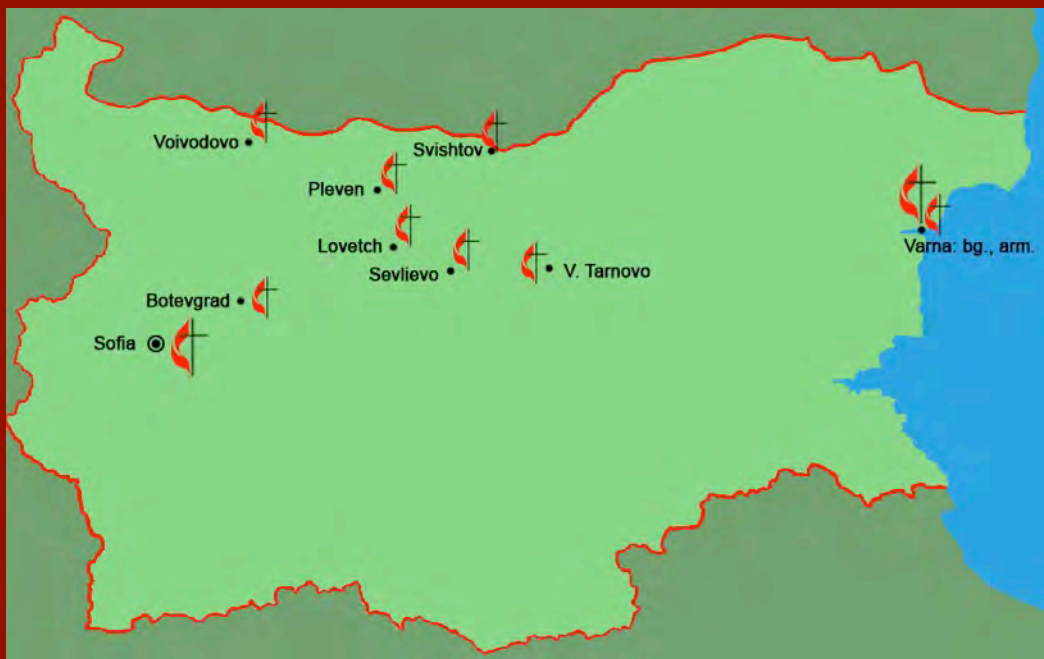 Voivodovo
Svishtov
Pleven
Varna: bg., arm.
Lovetch
Sevlievo
V. Tarnovo
Botevgrad
Sofia